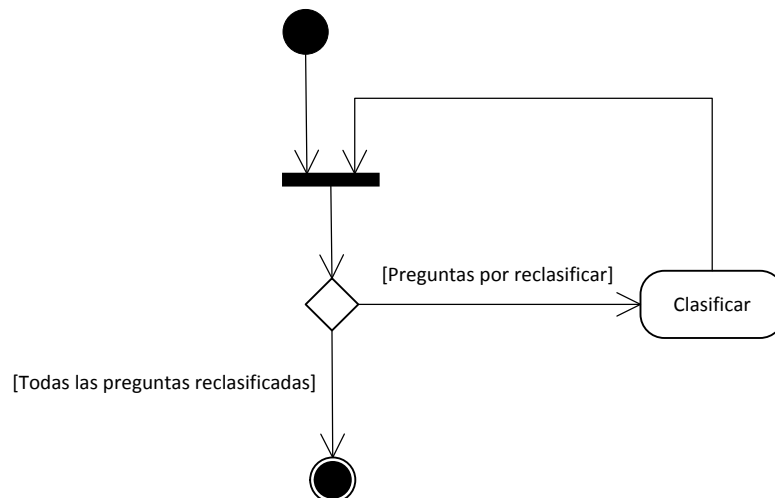 [Preguntas por reclasificar]
Clasificar
[Todas las preguntas reclasificadas]